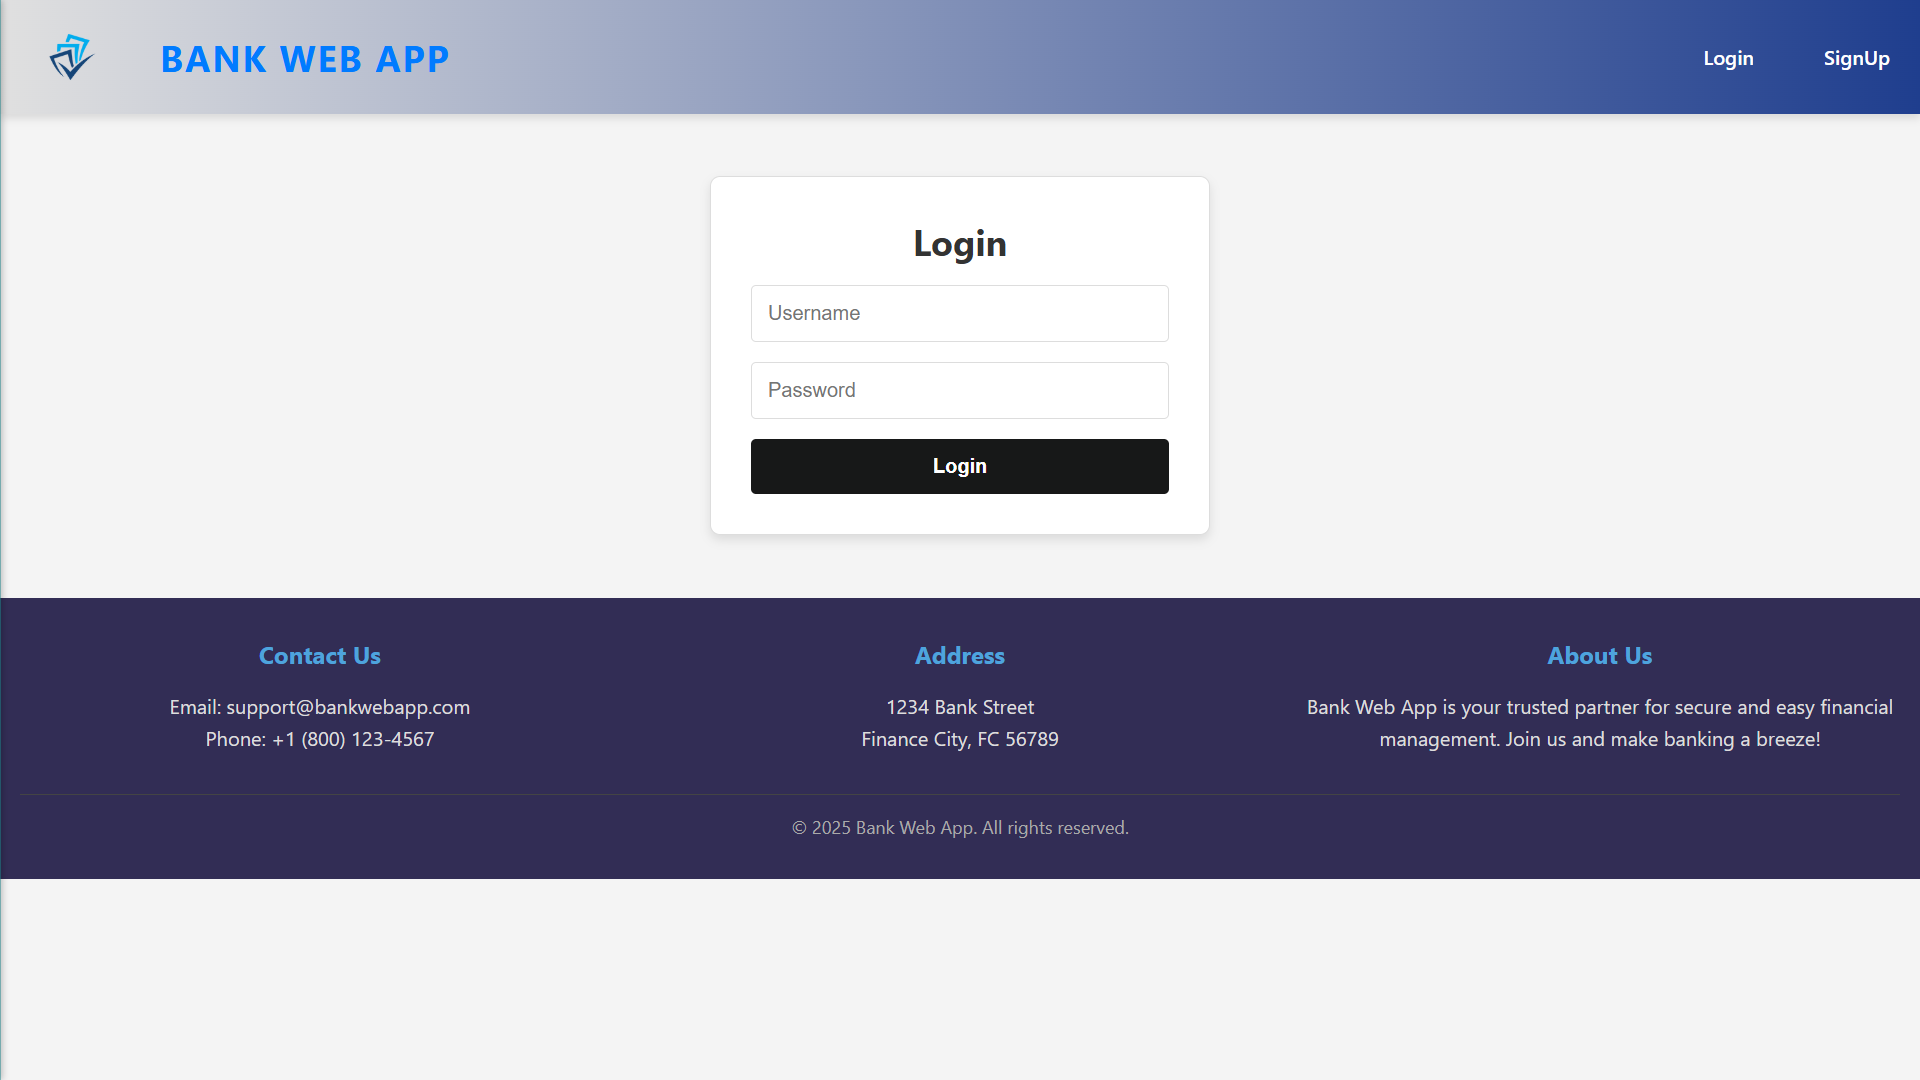 BANK WEB APP
Login
SignUp
Login
Username
Password
Login
Contact Us
Email: support@bankwebapp.com
Phone: +1 (800) 123-4567
Address
1234 Bank Street
Finance City, FC 56789
About Us
Bank Web App is your trusted partner for secure and easy financial
management. Join us and make banking a breeze!
© 2025 Bank Web App. All rights reserved.